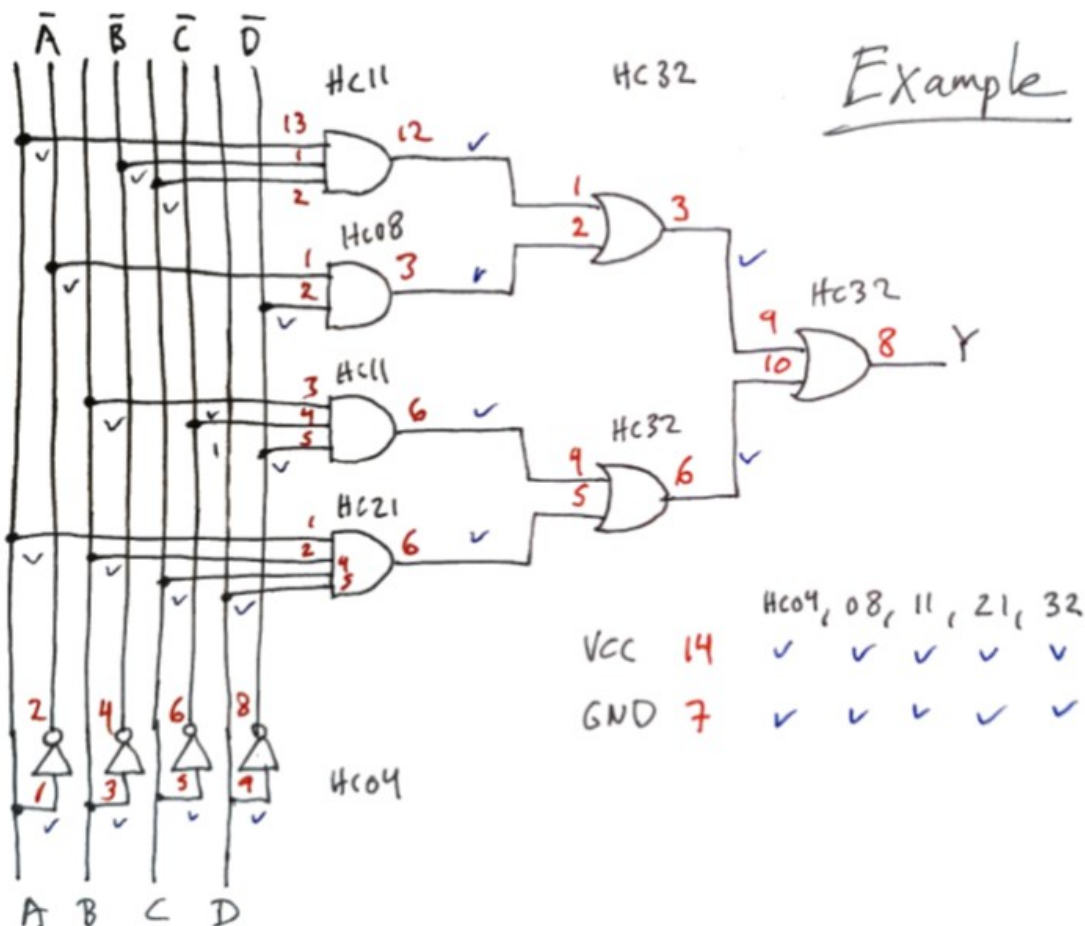 A̅ B̅ C̅ D̅
HC11
HC32
Example
13
1
2
12
1
2
3
HC08
1
2
3
HC32
9
10
8
Y
HC11
3
4
5
6
HC32
4
5
6
HC21
1
2
4
5
6
HC04, 08, 11, 21, 32
VCC 14 ✓ ✓ ✓ ✓ ✓
GND 7 ✓ ✓ ✓ ✓ ✓
2 4 6 8
1 3 5 9
HC04
A B C D